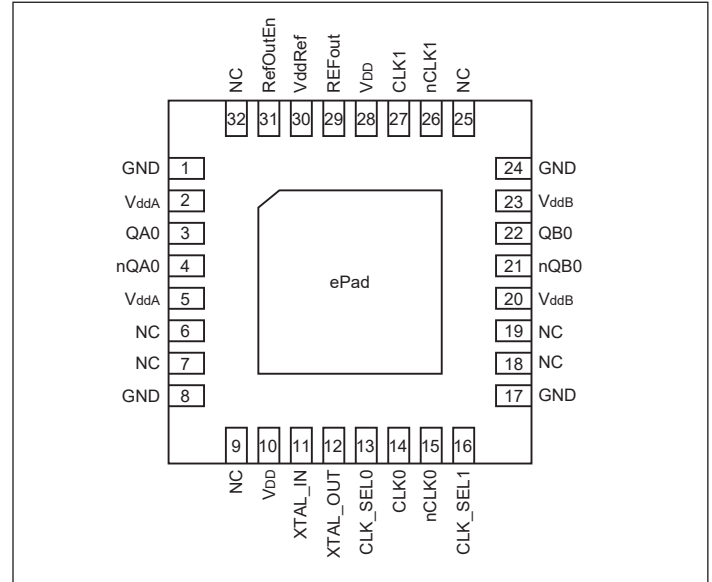 NC RefOutEn VddRef REFout VDD CLK1 nCLK1 NC
32 31 30 29 28 27 26 25
GND 1 24 GND
VddA 2 23 VddB
QA0 3 22 QB0
nQA0 4 21 nQB0
ePad
VddA 5 20 VddB
NC 6 19 NC
NC 7 18 NC
GND 8 17 GND
9 10 11 12 13 14 15 16
NC VDD XTAL_IN XTAL_OUT CLK_SEL0 CLK0 nCLK0 CLK_SEL1